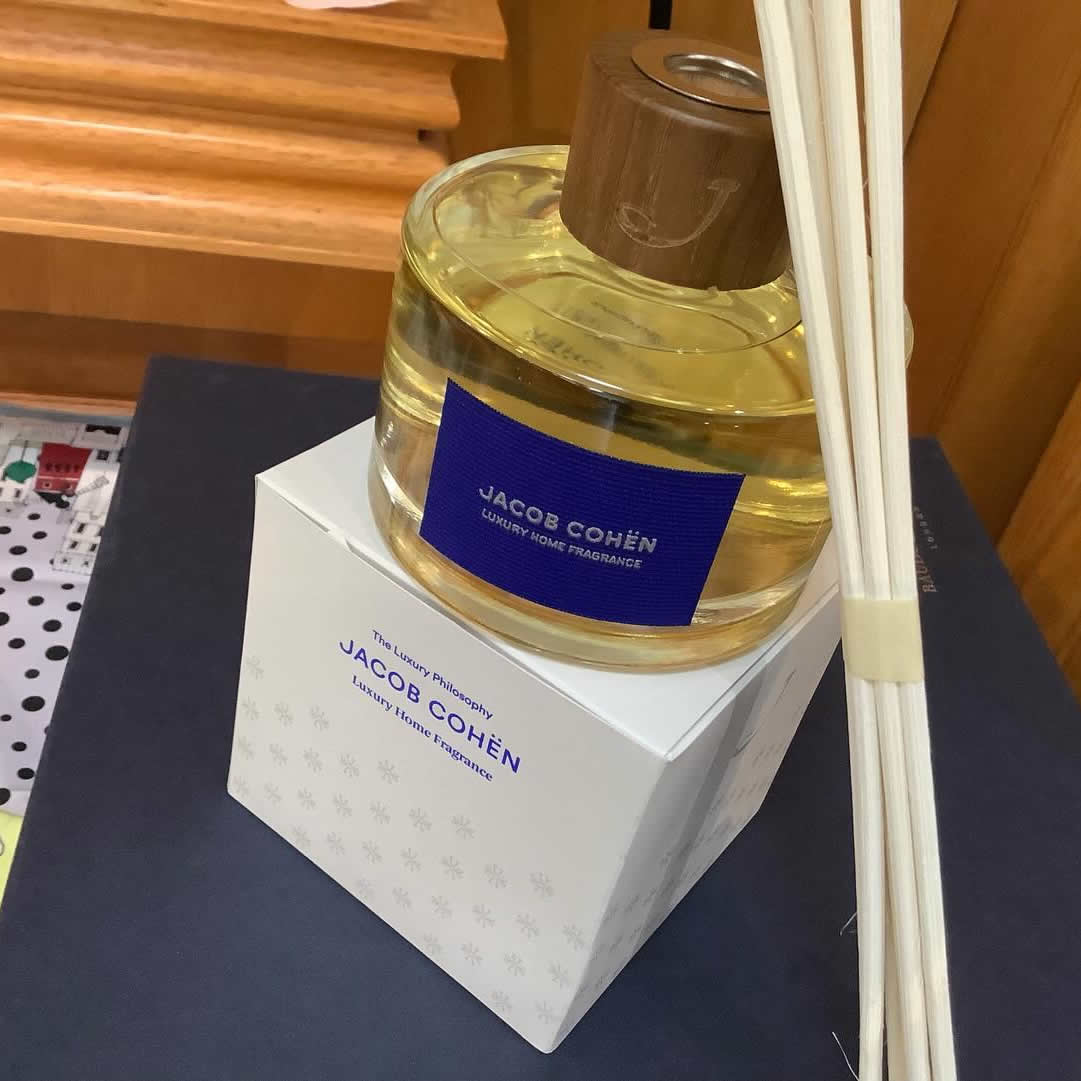 JACOB COHËN
LUXURY HOME FRAGRANCE
The Luxury Philosophy
JACOB COHËN
Luxury Home Fragrance